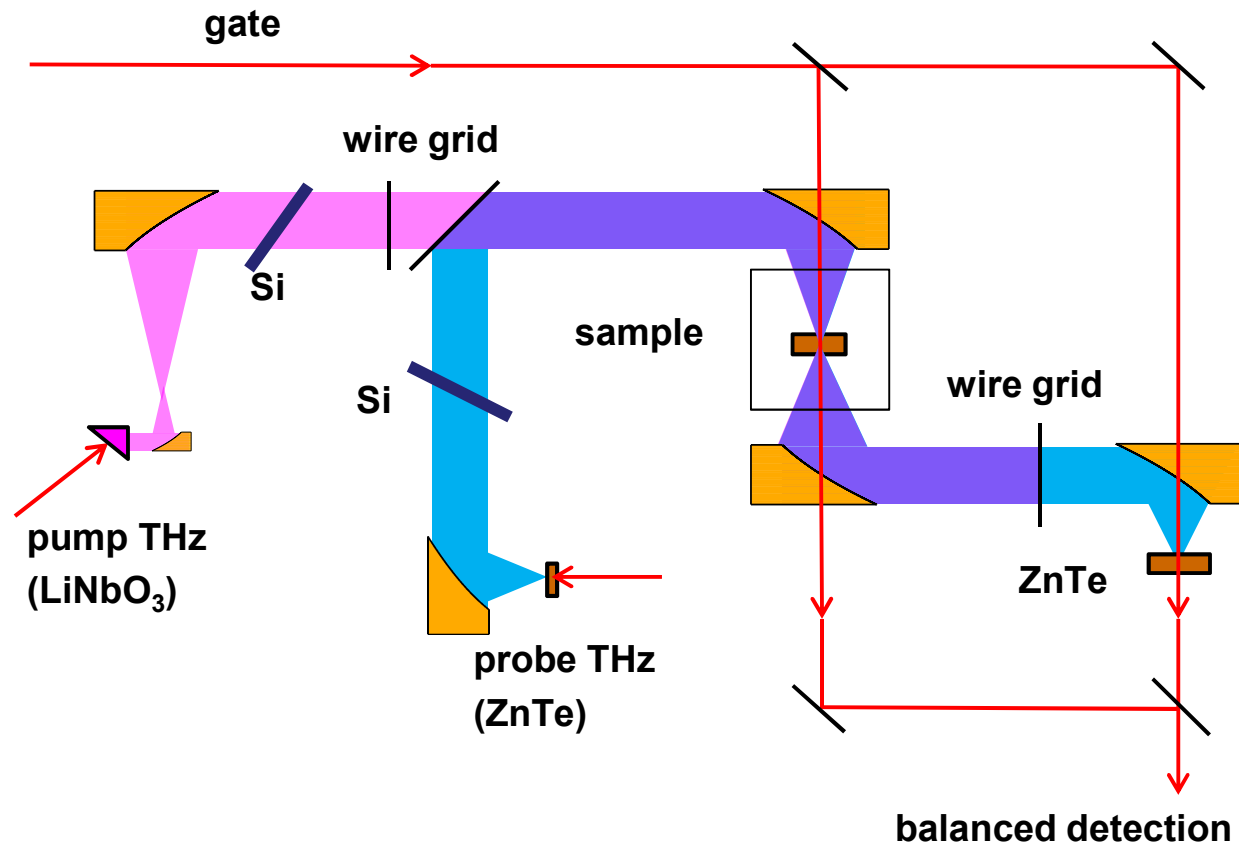 gate
wire grid
Si
sample
Si
wire grid
pump THz
(LiNbO₃)
ZnTe
probe THz
(ZnTe)
balanced detection